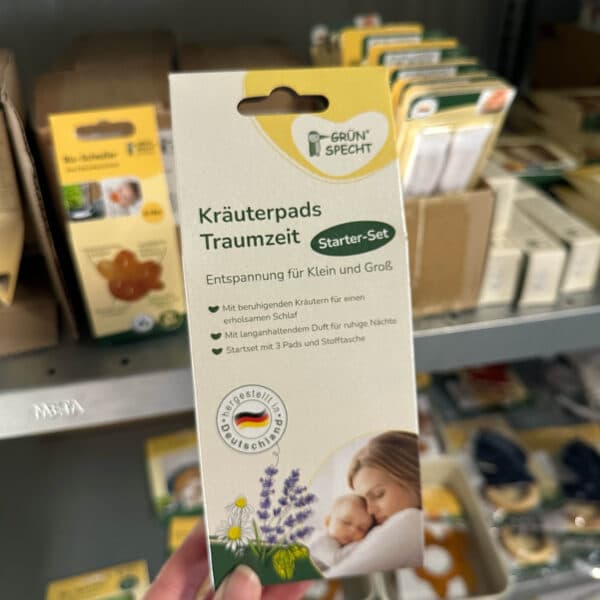 GRÜN®
SPECHT
Kräuterpads
Traumzeit
Starter-Set
Entspannung für Klein und Groß
Mit beruhigenden Kräutern für einen
erholsamen Schlaf
Mit langanhaltendem Duft für ruhige Nächte
Startset mit 3 Pads und Stofftasche
hergestellt in
Deutschland
META